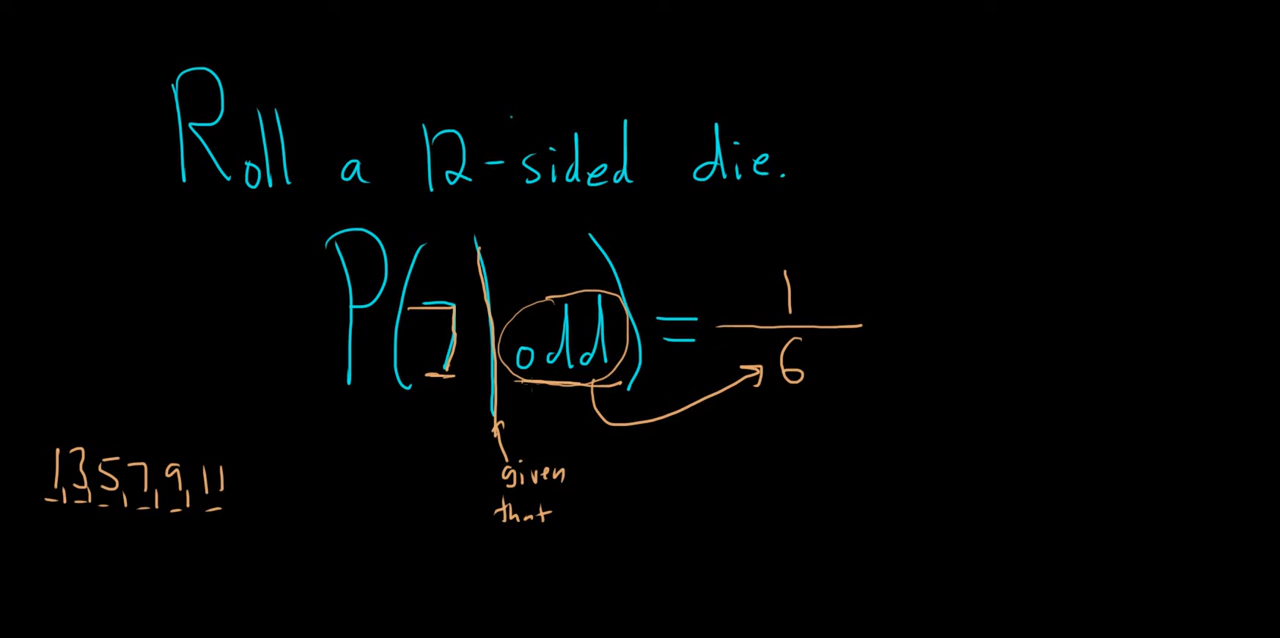 Roll a 12-sided die.
P(7|odd) = 1/6
1,3,5,7,9,11
given
that